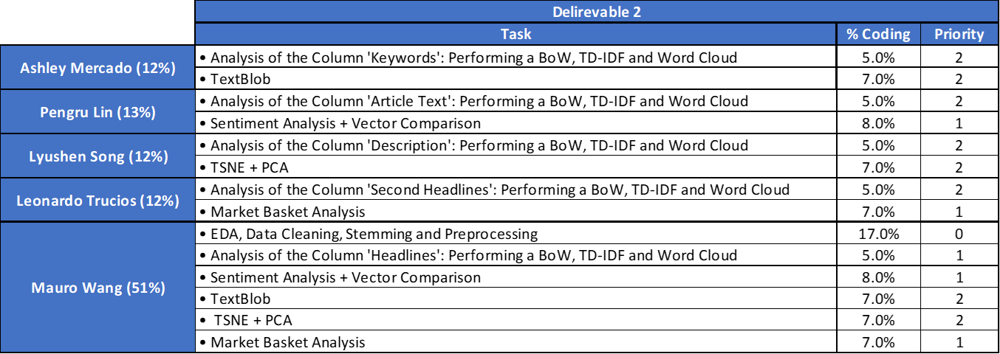 Delirevable 2
Task % Coding Priority
Ashley Mercado (12%)
• Analysis of the Column 'Keywords': Performing a BoW, TD-IDF and Word Cloud 5.0% 2
• TextBlob 7.0% 2
Pengru Lin (13%)
• Analysis of the Column 'Article Text': Performing a BoW, TD-IDF and Word Cloud 5.0% 2
• Sentiment Analysis + Vector Comparison 8.0% 1
Lyushen Song (12%)
• Analysis of the Column 'Description': Performing a BoW, TD-IDF and Word Cloud 5.0% 2
• TSNE + PCA 7.0% 2
Leonardo Trucios (12%)
• Analysis of the Column 'Second Headlines': Performing a BoW, TD-IDF and Word Cloud 5.0% 2
• Market Basket Analysis 7.0% 1
Mauro Wang (51%)
• EDA, Data Cleaning, Stemming and Preprocessing 17.0% 0
• Analysis of the Column 'Headlines': Performing a BoW, TD-IDF and Word Cloud 5.0% 1
• Sentiment Analysis + Vector Comparison 8.0% 1
• TextBlob 7.0% 2
• TSNE + PCA 7.0% 2
• Market Basket Analysis 7.0% 1